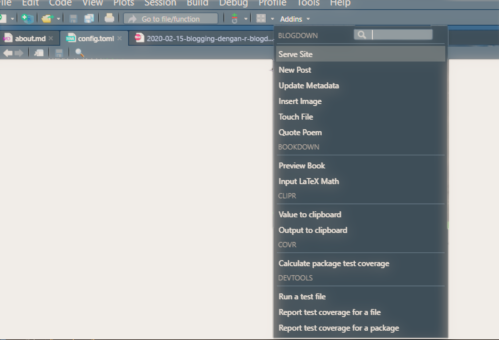 File Edit Code View Plots Session Build Debug Profile Tools Help
Go to file/function Addins
about.md config.toml 2020-02-15-blogging-dengan-r-blogd...
BLOGDOWN
Serve Site
New Post
Update Metadata
Insert Image
Touch File
Quote Poem
BOOKDOWN
Preview Book
Input LaTeX Math
CLIPR
Value to clipboard
Output to clipboard
COVR
Calculate package test coverage
DEVTOOLS
Run a test file
Report test coverage for a file
Report test coverage for a package